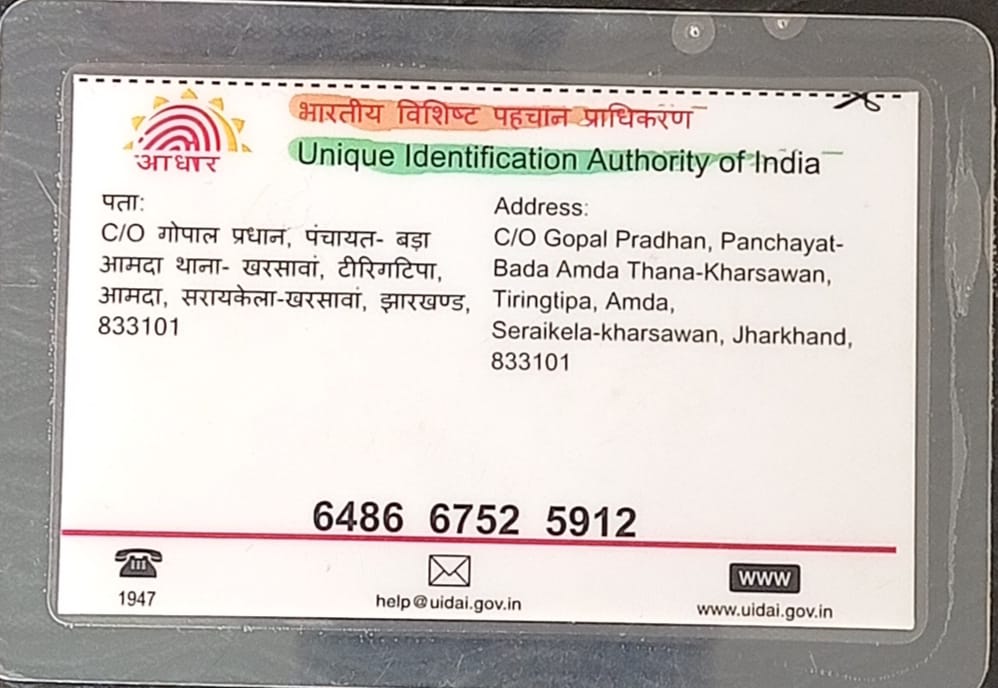 भारतीय विशिष्ट पहचान प्राधिकरण
Unique Identification Authority of India
आधार
पता:
C/O गोपाल प्रधान, पंचायत- बड़ा
आमदा थाना- खरसावां, टीरिंगटिपा,
आमदा, सरायकेला-खरसावां, झारखण्ड,
833101
Address:
C/O Gopal Pradhan, Panchayat-
Bada Amda Thana-Kharsawan,
Tiringtipa, Amda,
Seraikela-kharsawan, Jharkhand,
833101
6486 6752 5912
1947
help@uidai.gov.in
www
www.uidai.gov.in